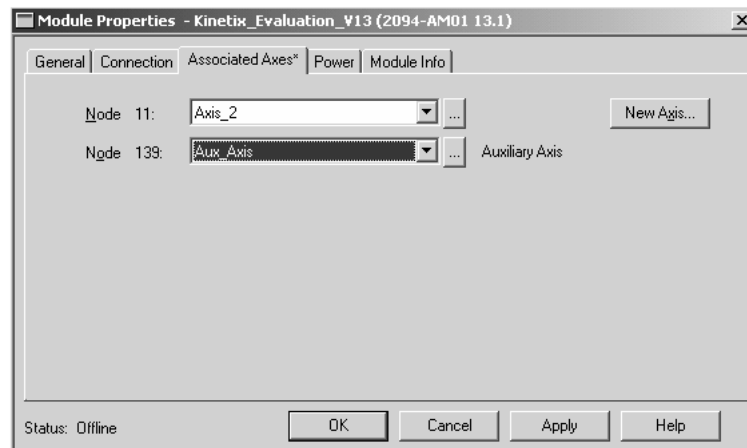 Module Properties - Kinetix_Evaluation_V13 (2094-AM01 13.1)
General Connection Associated Axes* Power Module Info
Node 11: Axis_2 ... New Axis...
Node 139: Aux_Axis ... Auxiliary Axis
Status: Offline OK Cancel Apply Help